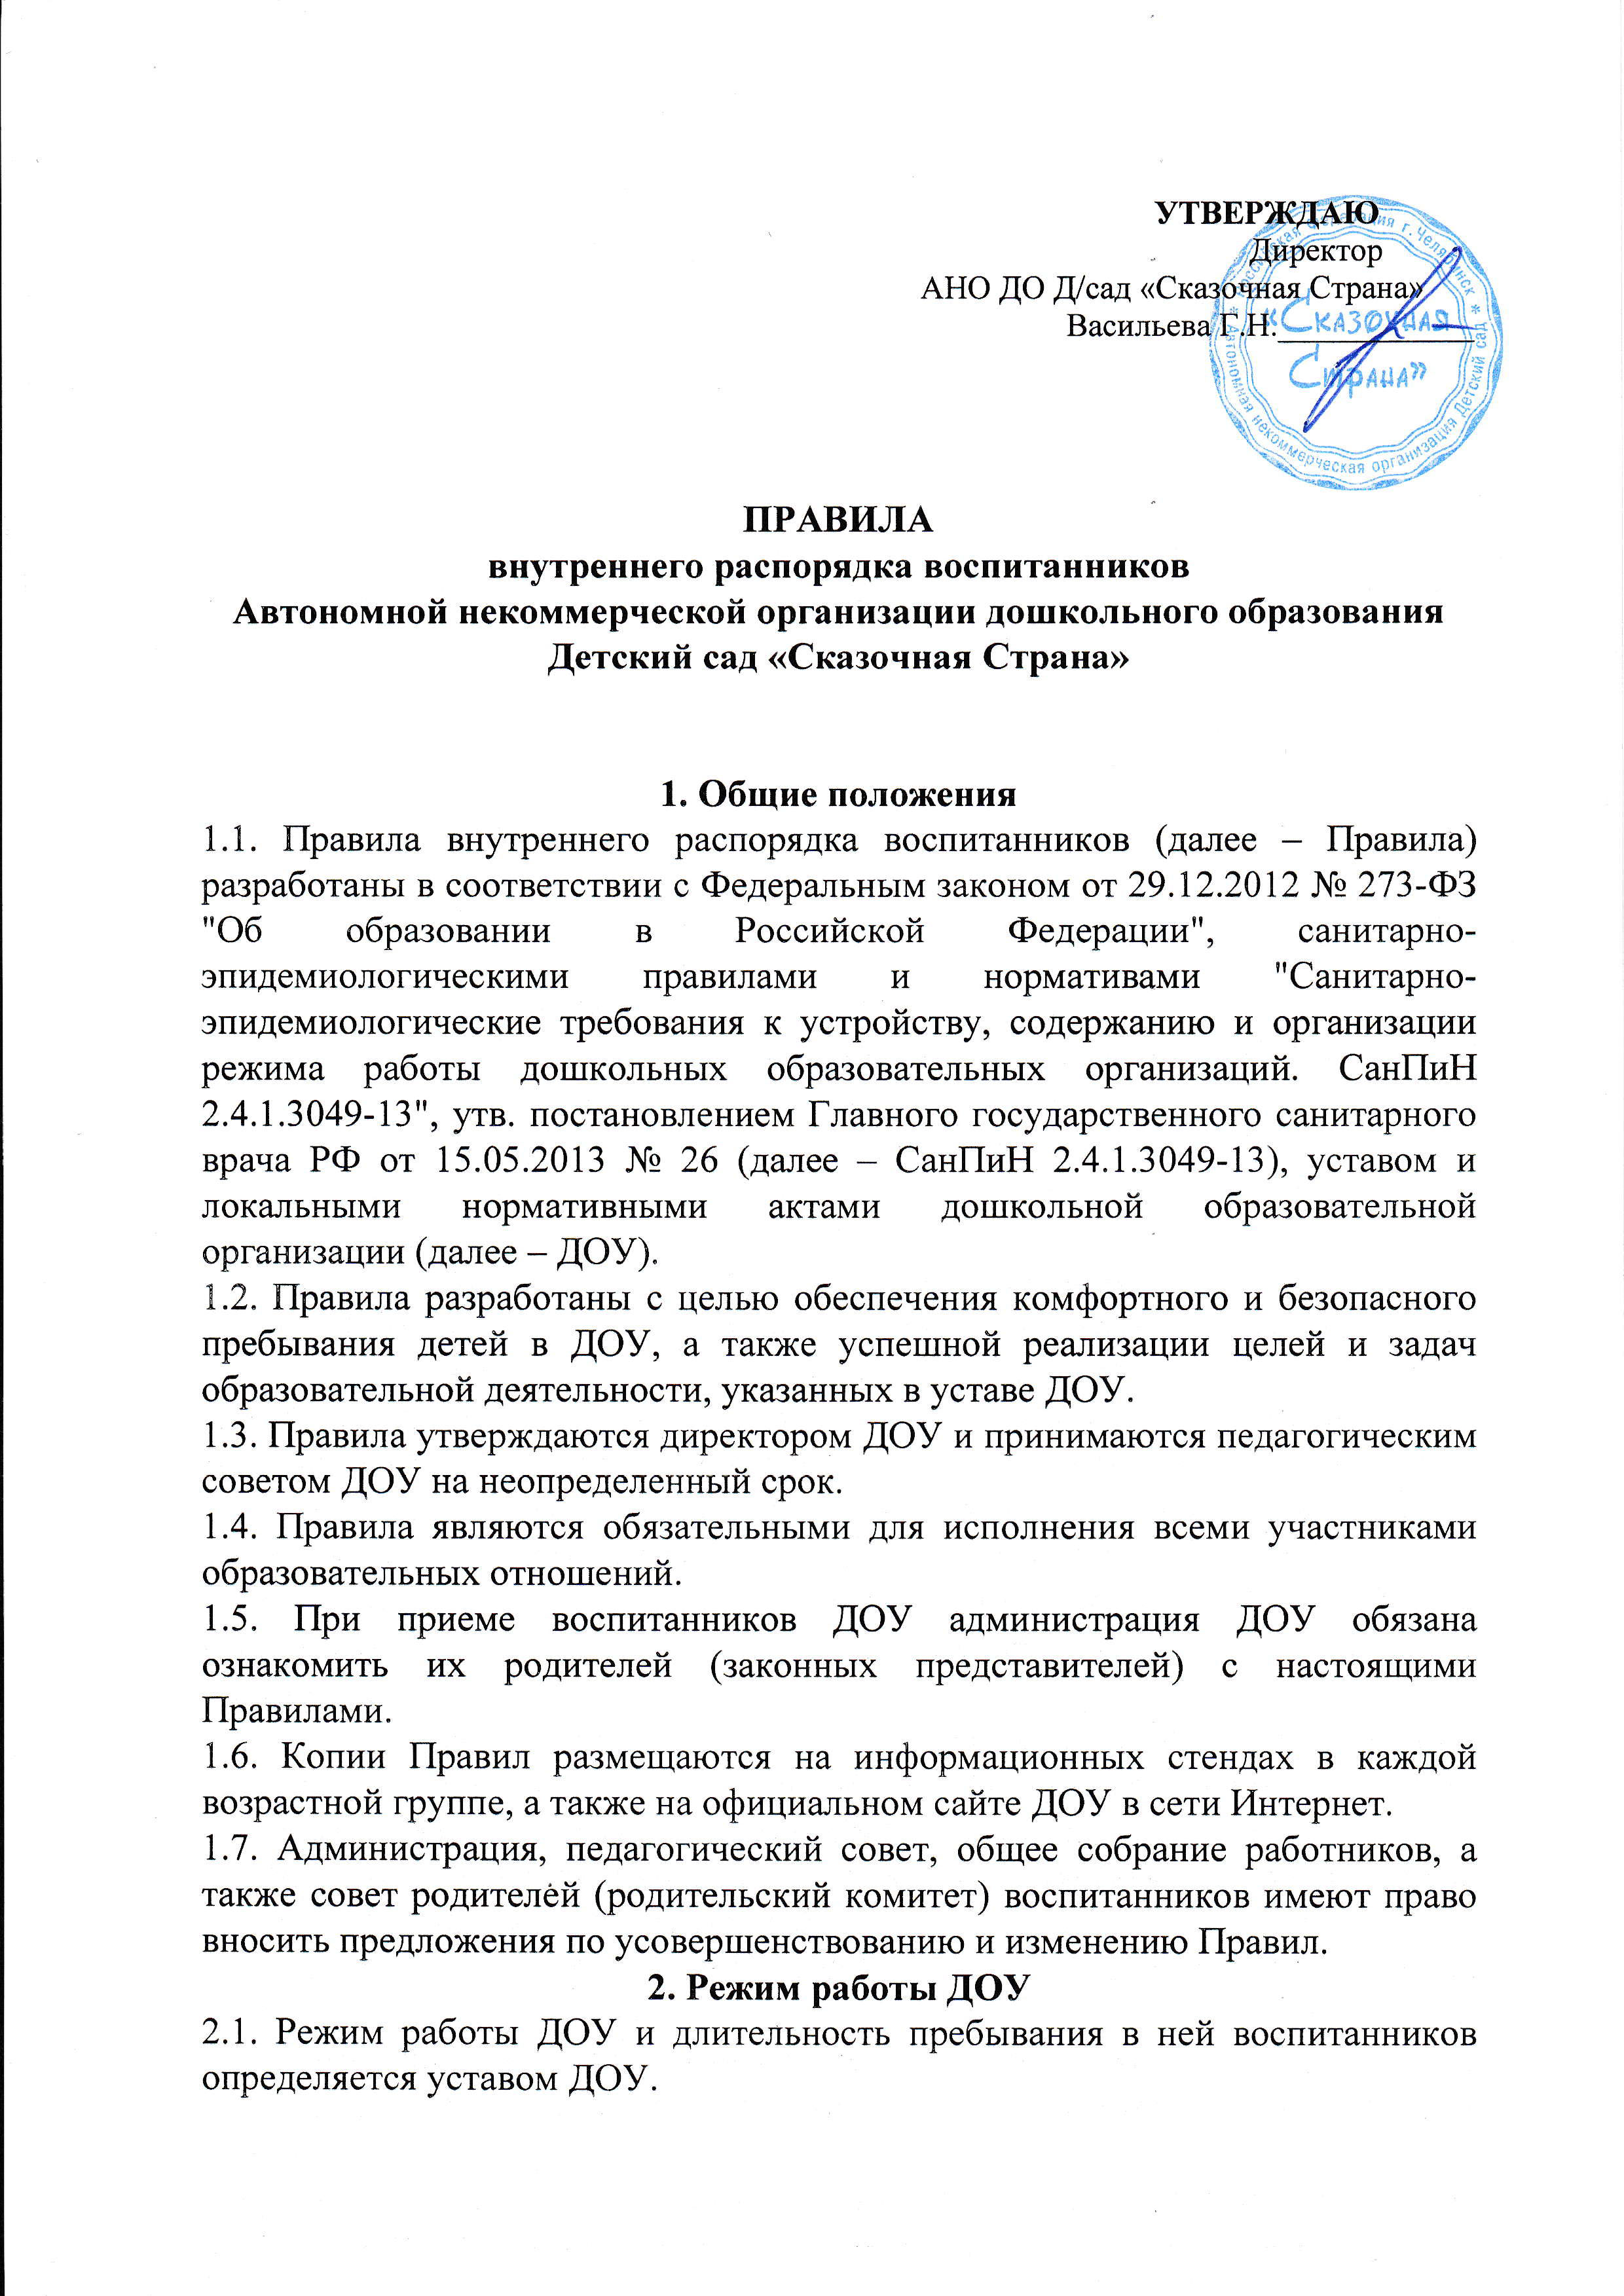 УТВЕРЖДАЮ
Директор
АНО ДО Д/сад «Сказочная Страна»
Васильева Г.Н.____________
Российская Федерация г. Челябинск * Автономная некоммерческая организация Детский сад *
«Сказочная
Страна»
ПРАВИЛА
внутреннего распорядка воспитанников
Автономной некоммерческой организации дошкольного образования
Детский сад «Сказочная Страна»
1. Общие положения
1.1. Правила внутреннего распорядка воспитанников (далее – Правила)
разработаны в соответствии с Федеральным законом от 29.12.2012 № 273-ФЗ
"Об образовании в Российской Федерации", санитарно-
эпидемиологическими правилами и нормативами "Санитарно-
эпидемиологические требования к устройству, содержанию и организации
режима работы дошкольных образовательных организаций. СанПиН
2.4.1.3049-13", утв. постановлением Главного государственного санитарного
врача РФ от 15.05.2013 № 26 (далее – СанПиН 2.4.1.3049-13), уставом и
локальными нормативными актами дошкольной образовательной
организации (далее – ДОУ).
1.2. Правила разработаны с целью обеспечения комфортного и безопасного
пребывания детей в ДОУ, а также успешной реализации целей и задач
образовательной деятельности, указанных в уставе ДОУ.
1.3. Правила утверждаются директором ДОУ и принимаются педагогическим
советом ДОУ на неопределенный срок.
1.4. Правила являются обязательными для исполнения всеми участниками
образовательных отношений.
1.5. При приеме воспитанников ДОУ администрация ДОУ обязана
ознакомить их родителей (законных представителей) с настоящими
Правилами.
1.6. Копии Правил размещаются на информационных стендах в каждой
возрастной группе, а также на официальном сайте ДОУ в сети Интернет.
1.7. Администрация, педагогический совет, общее собрание работников, а
также совет родителей (родительский комитет) воспитанников имеют право
вносить предложения по усовершенствованию и изменению Правил.
2. Режим работы ДОУ
2.1. Режим работы ДОУ и длительность пребывания в ней воспитанников
определяется уставом ДОУ.